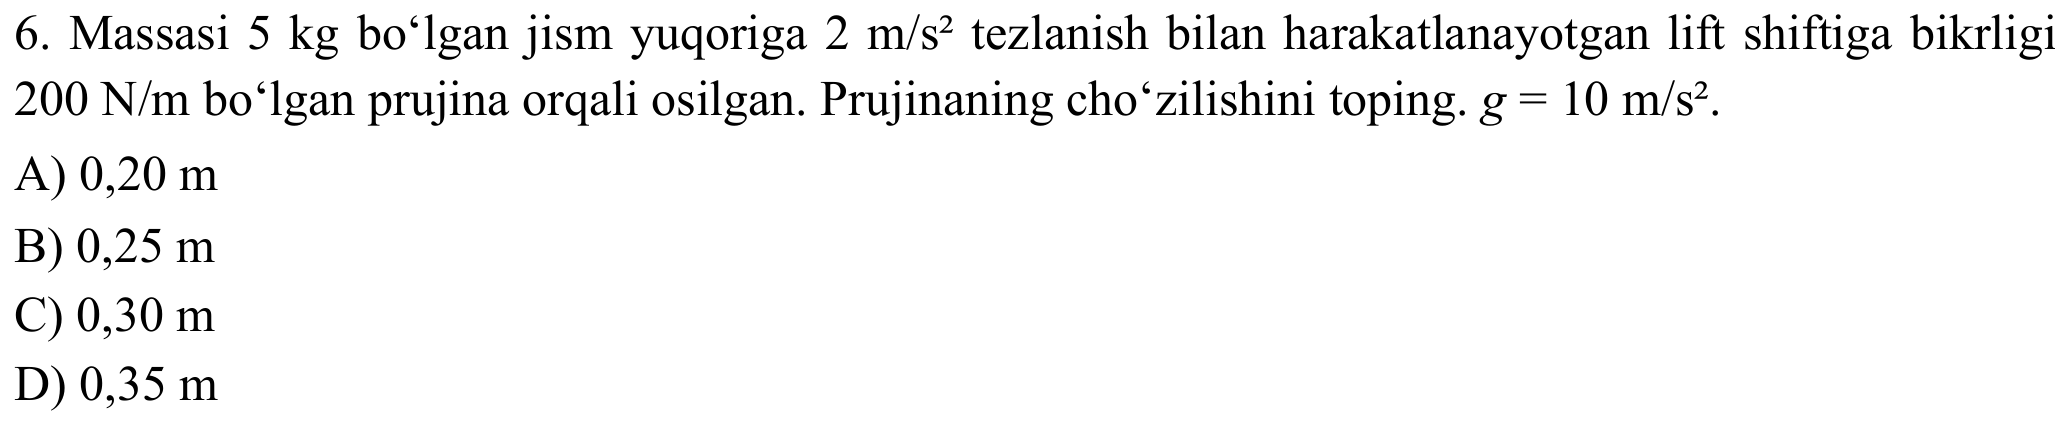 6. Massasi 5 kg bo‘lgan jism yuqoriga 2 m/s² tezlanish bilan harakatlanayotgan lift shiftiga bikrligi
200 N/m bo‘lgan prujina orqali osilgan. Prujinaning cho‘zilishini toping. g = 10 m/s².
A) 0,20 m
B) 0,25 m
C) 0,30 m
D) 0,35 m